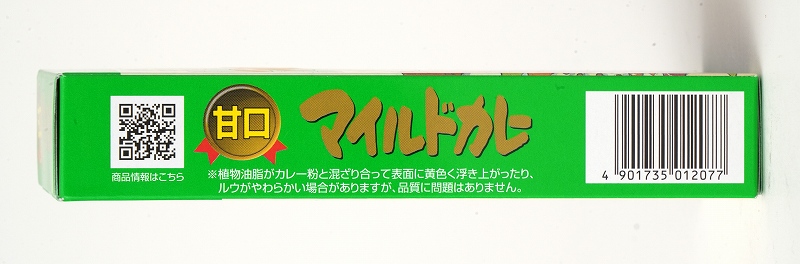 甘口
マイルドカレー
商品情報はこちら
※植物油脂がカレー粉と混ざり合って表面に黄色く浮き上がったり、
ルウがやわらかい場合がありますが、品質に問題はありません。
4 901735 012077